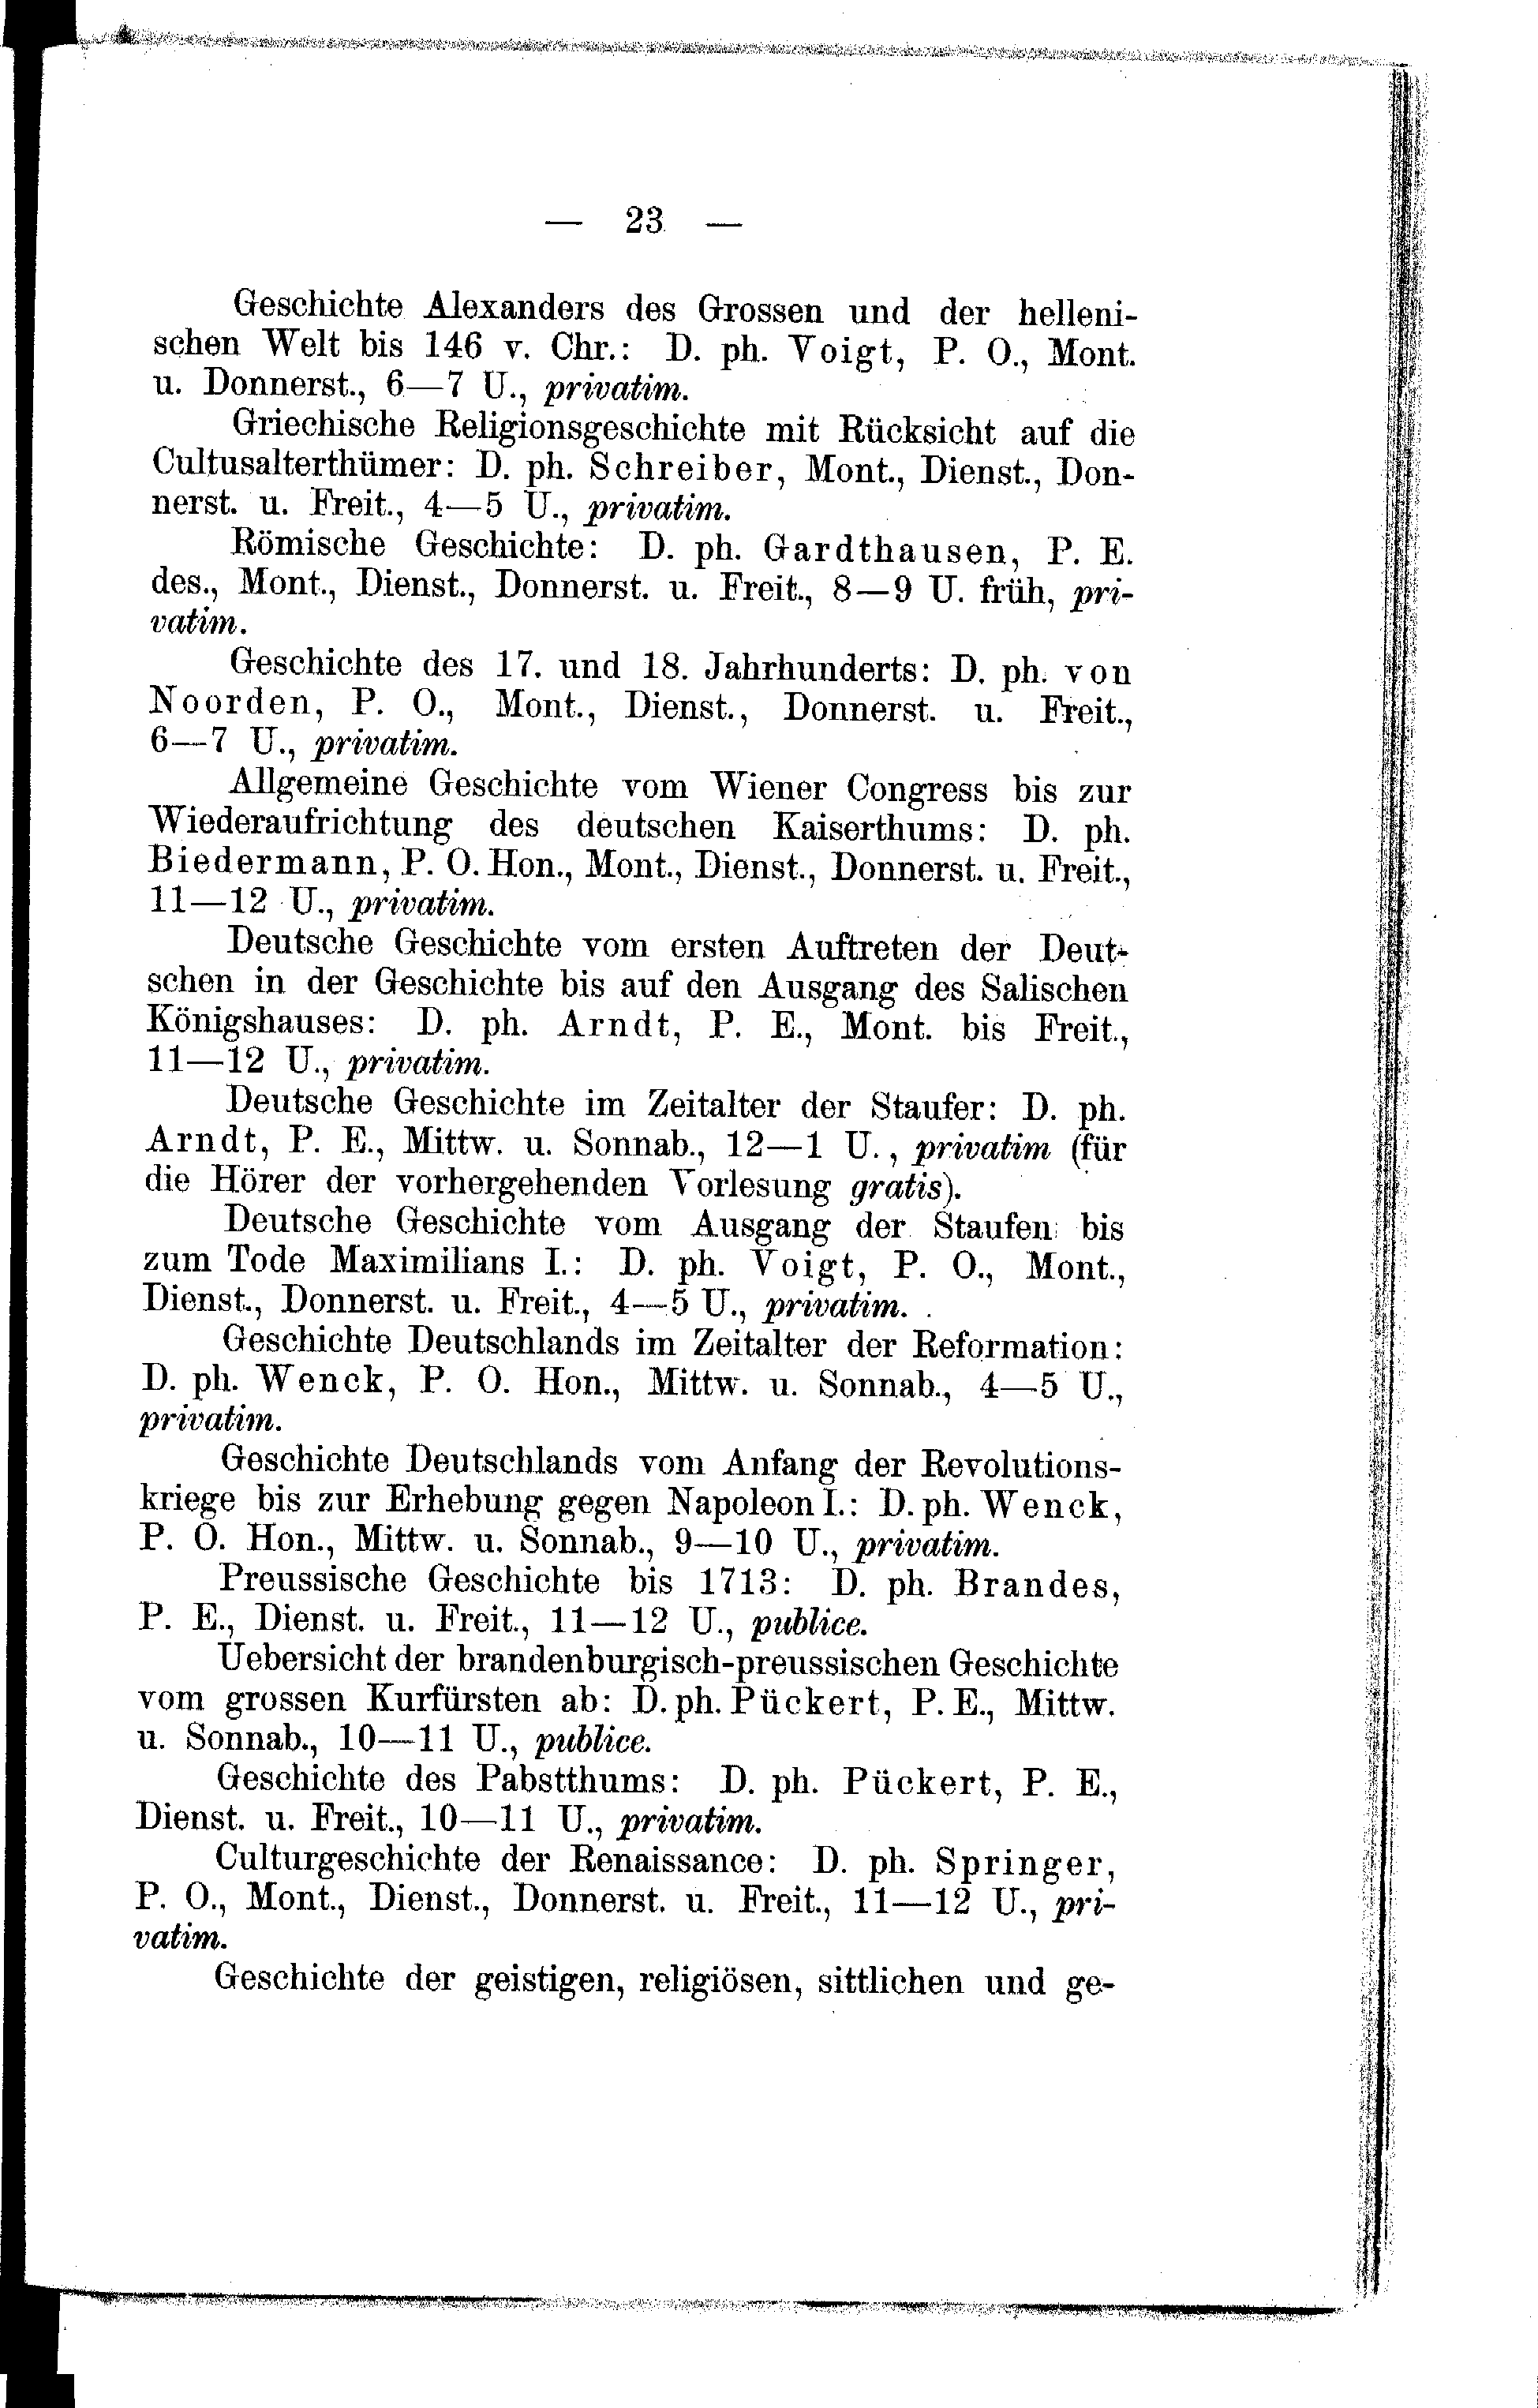 — 23 —
Geschichte Alexanders des Grossen und der helleni-
schen Welt bis 146 v. Chr.: D. ph. Voigt, P. O., Mont.
u. Donnerst., 6—7 U., privatim.
Griechische Religionsgeschichte mit Rücksicht auf die
Cultusalterthümer: D. ph. Schreiber, Mont., Dienst., Don-
nerst. u. Freit., 4—5 U., privatim.
Römische Geschichte: D. ph. Gardthausen, P. E.
des., Mont., Dienst., Donnerst. u. Freit., 8—9 U. früh, pri-
vatim.
Geschichte des 17. und 18. Jahrhunderts: D. ph. von
Noorden, P. O., Mont., Dienst., Donnerst. u. Freit.,
6—7 U., privatim.
Allgemeine Geschichte vom Wiener Congress bis zur
Wiederaufrichtung des deutschen Kaiserthums: D. ph.
Biedermann, P. O. Hon., Mont., Dienst., Donnerst. u. Freit.,
11—12 U., privatim.
Deutsche Geschichte vom ersten Auftreten der Deut-
schen in der Geschichte bis auf den Ausgang des Salischen
Königshauses: D. ph. Arndt, P. E., Mont. bis Freit.,
11—12 U., privatim.
Deutsche Geschichte im Zeitalter der Staufer: D. ph.
Arndt, P. E., Mittw. u. Sonnab., 12—1 U., privatim (für
die Hörer der vorhergehenden Vorlesung gratis).
Deutsche Geschichte vom Ausgang der Staufen bis
zum Tode Maximilians I.: D. ph. Voigt, P. O., Mont.,
Dienst., Donnerst. u. Freit., 4—5 U., privatim.
Geschichte Deutschlands im Zeitalter der Reformation:
D. ph. Wenck, P. O. Hon., Mittw. u. Sonnab., 4—5 U.,
privatim.
Geschichte Deutschlands vom Anfang der Revolutions-
kriege bis zur Erhebung gegen Napoleon I.: D. ph. Wenck,
P. O. Hon., Mittw. u. Sonnab., 9—10 U., privatim.
Preussische Geschichte bis 1713: D. ph. Brandes,
P. E., Dienst. u. Freit., 11—12 U., publice.
Uebersicht der brandenburgisch-preussischen Geschichte
vom grossen Kurfürsten ab: D. ph. Pückert, P. E., Mittw.
u. Sonnab., 10—11 U., publice.
Geschichte des Pabstthums: D. ph. Pückert, P. E.,
Dienst. u. Freit., 10—11 U., privatim.
Culturgeschichte der Renaissance: D. ph. Springer,
P. O., Mont., Dienst., Donnerst. u. Freit., 11—12 U., pri-
vatim.
Geschichte der geistigen, religiösen, sittlichen und ge-